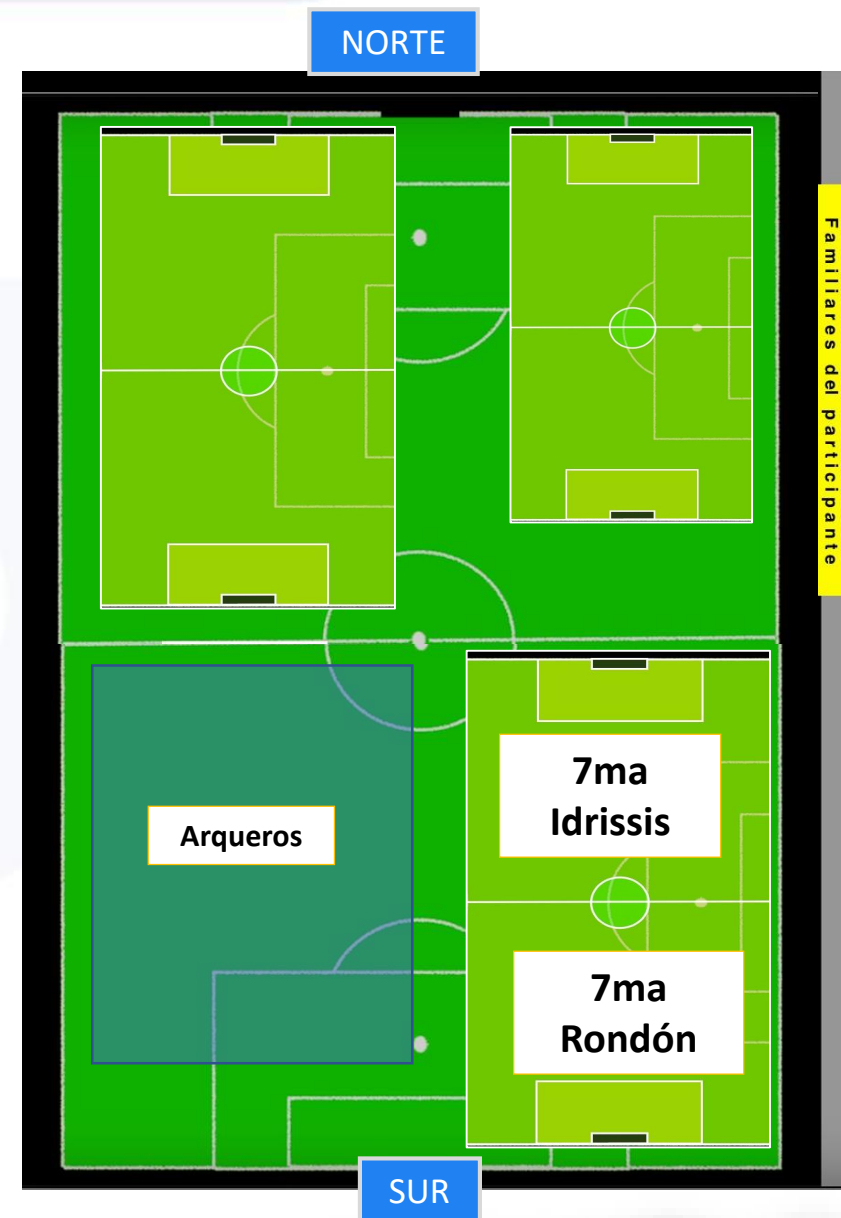 NORTE
Familiares del participante
7ma
Idrissis
Arqueros
7ma
Rondón
SUR